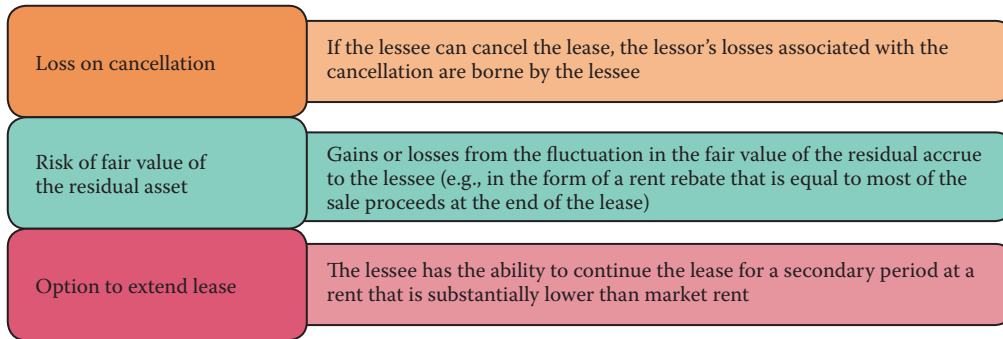 Loss on cancellation
If the lessee can cancel the lease, the lessor’s losses associated with the
cancellation are borne by the lessee
Risk of fair value of
the residual asset
Gains or losses from the fluctuation in the fair value of the residual accrue
to the lessee (e.g., in the form of a rent rebate that is equal to most of the
sale proceeds at the end of the lease)
Option to extend lease
The lessee has the ability to continue the lease for a secondary period at a
rent that is substantially lower than market rent